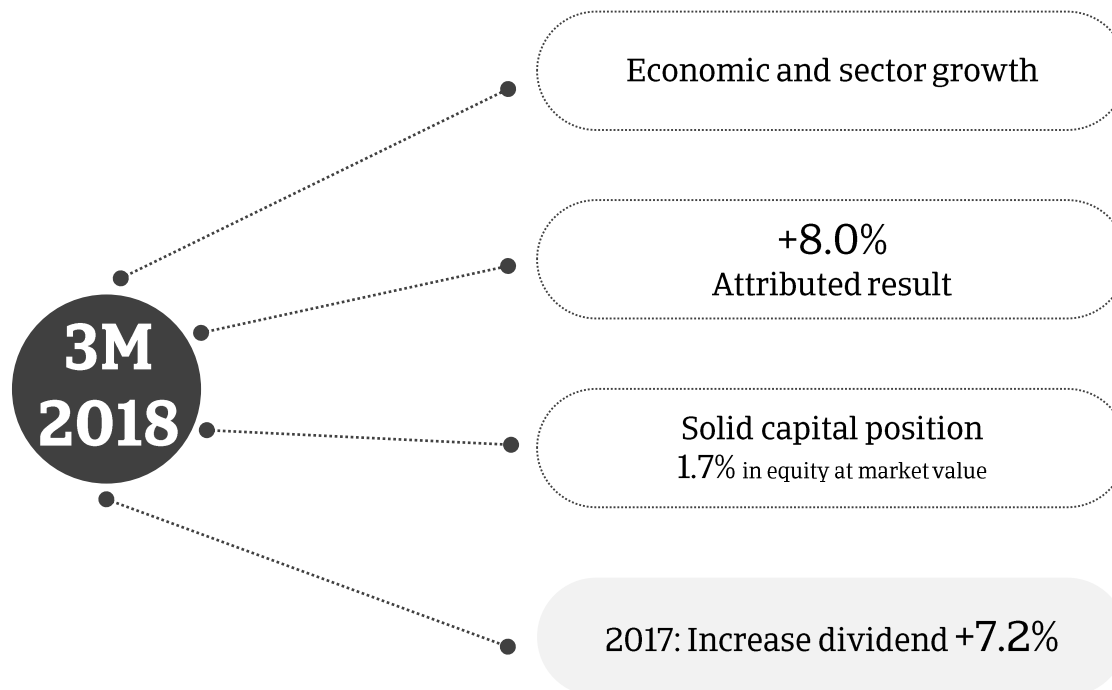 3M
2018
Economic and sector growth
+8.0%
Attributed result
Solid capital position
1.7% in equity at market value
2017: Increase dividend +7.2%